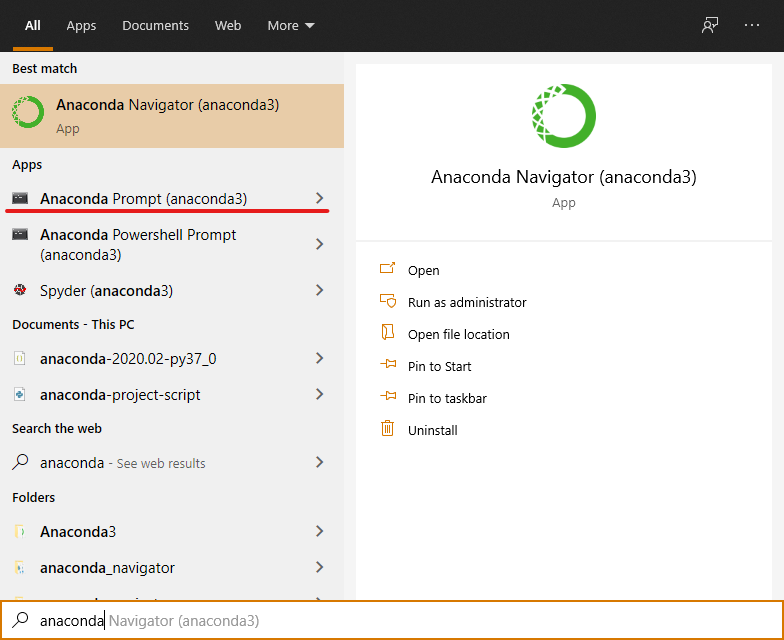 All Apps Documents Web More
Best match
Anaconda Navigator (anaconda3)
App
Apps
Anaconda Prompt (anaconda3)
Anaconda Powershell Prompt
(anaconda3)
Spyder (anaconda3)
Documents - This PC
anaconda-2020.02-py37_0
anaconda-project-script
Search the web
anaconda - See web results
Folders
Anaconda3
anaconda_navigator
Anaconda Navigator (anaconda3)
App
Open
Run as administrator
Open file location
Pin to Start
Pin to taskbar
Uninstall
anaconda Navigator (anaconda3)